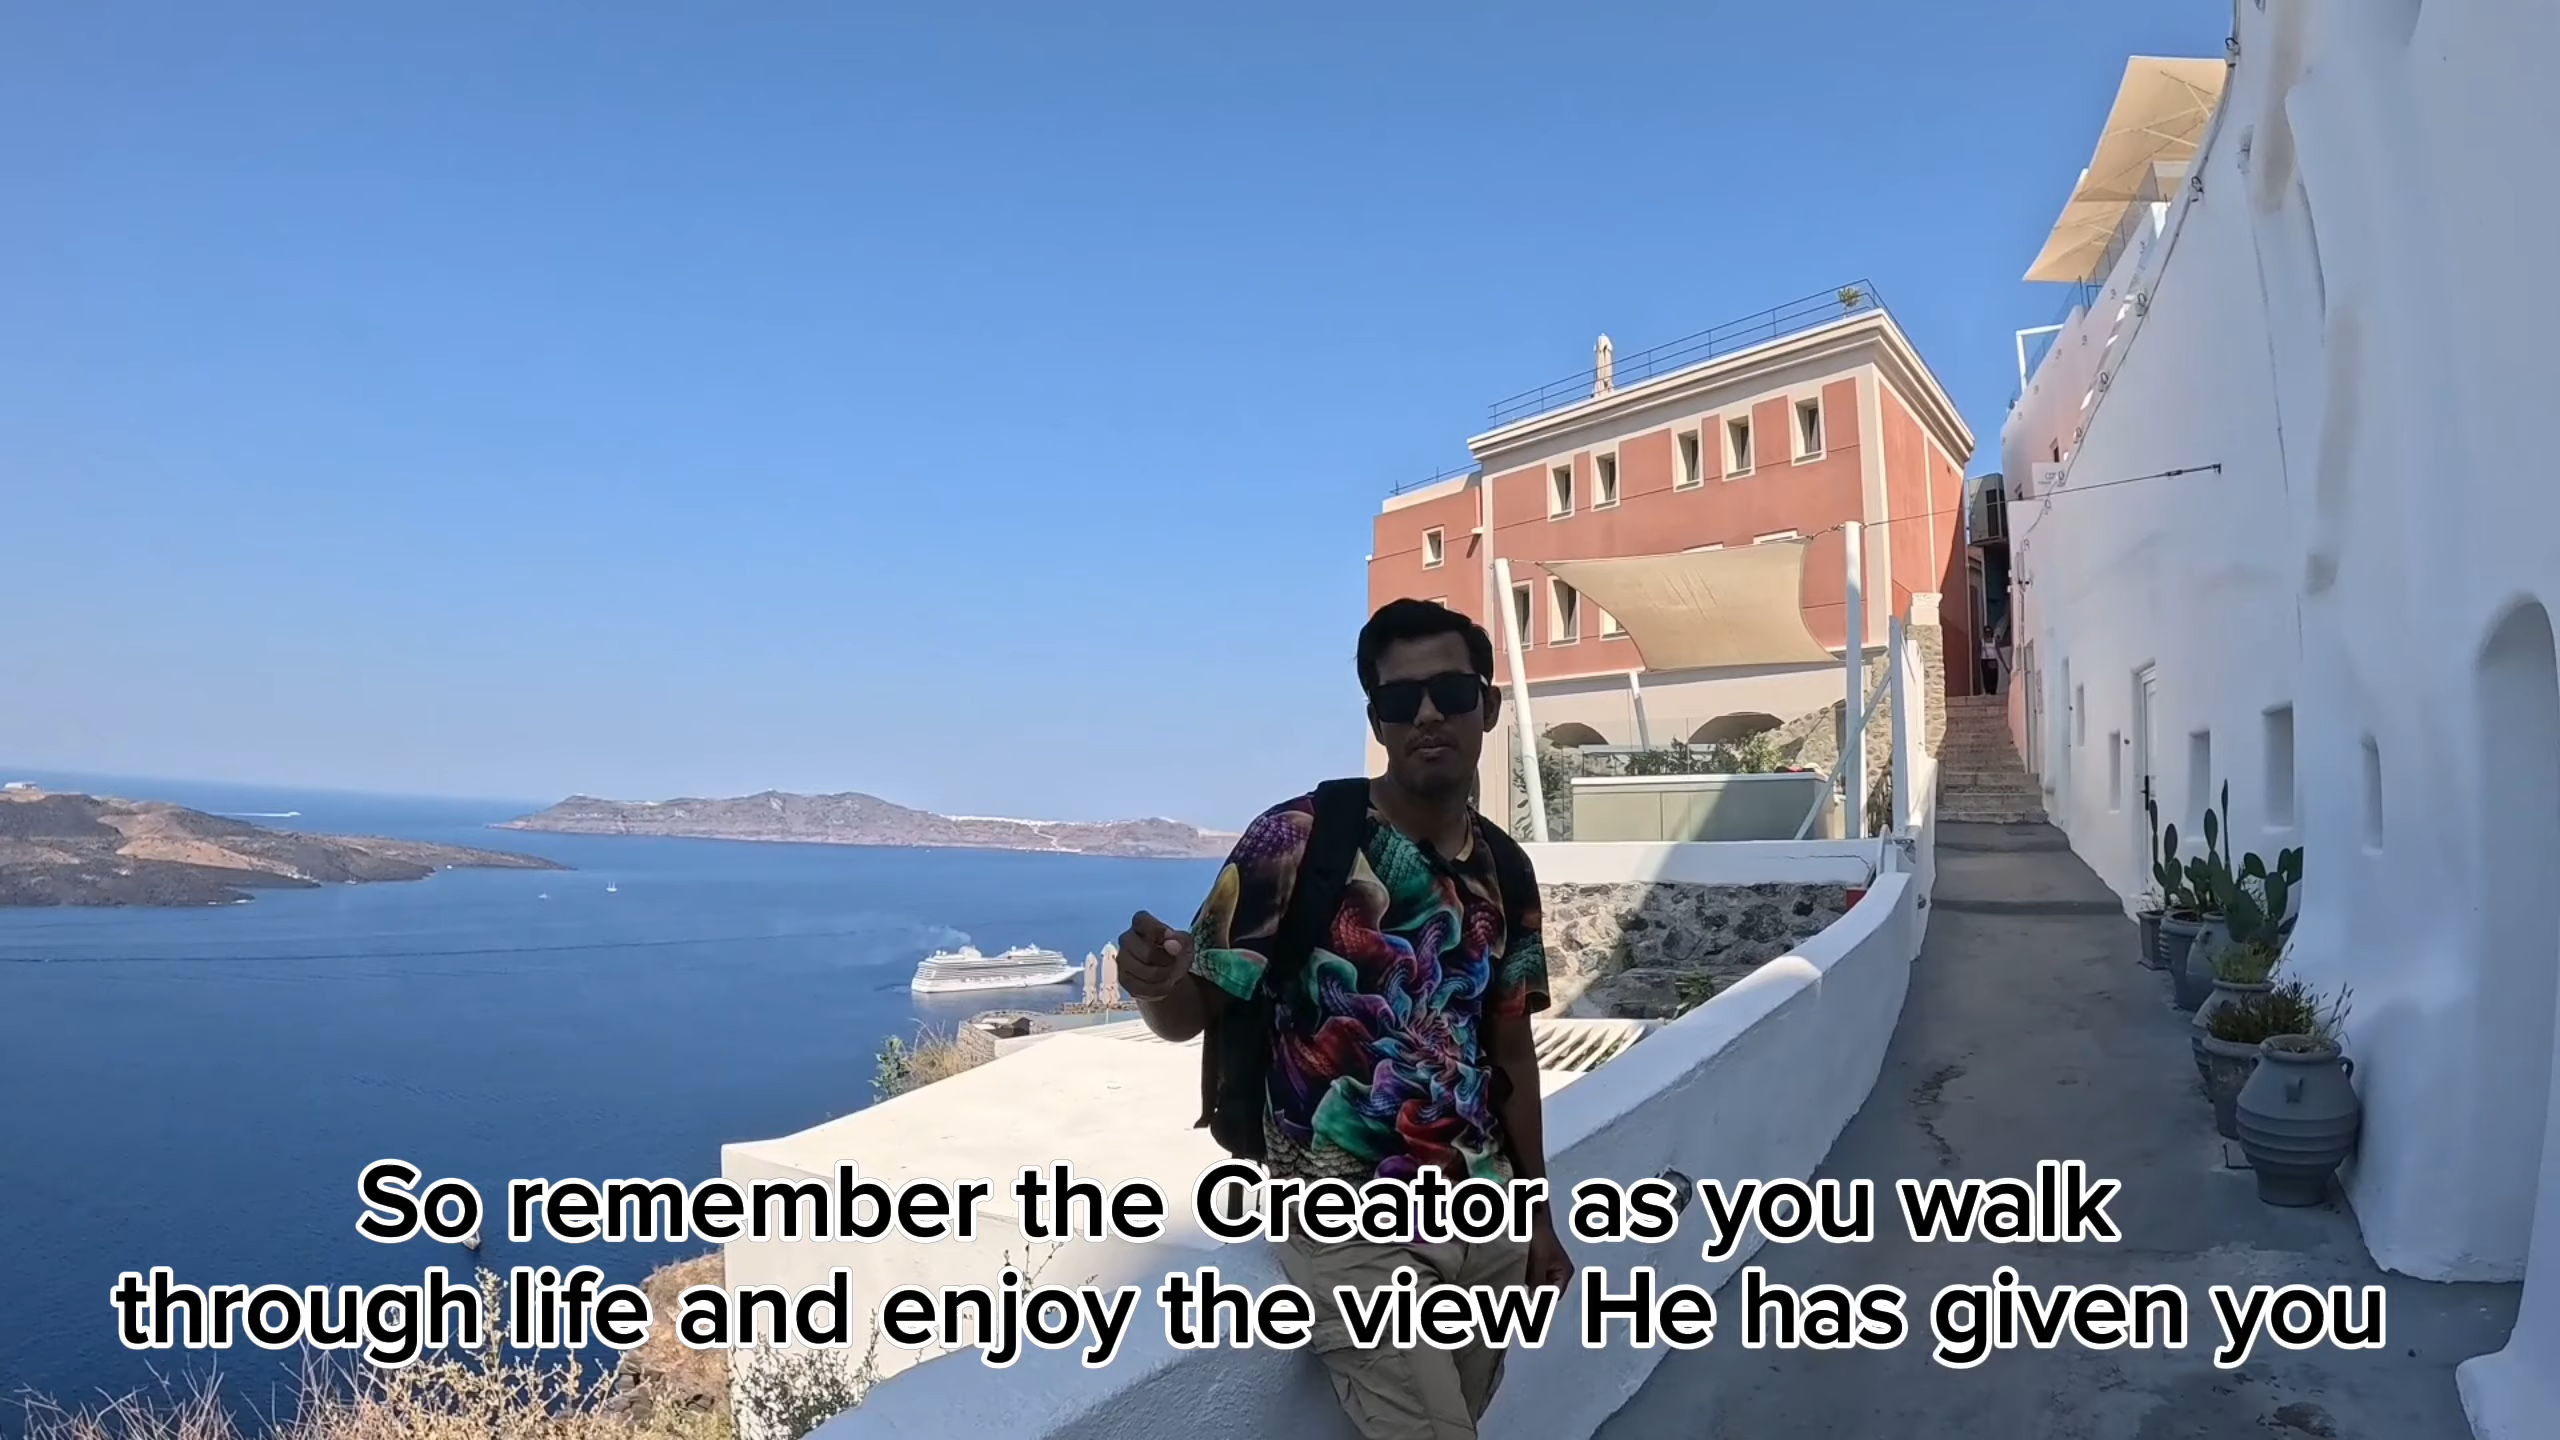 So remember the Creator as you walk
through life and enjoy the view He has given you